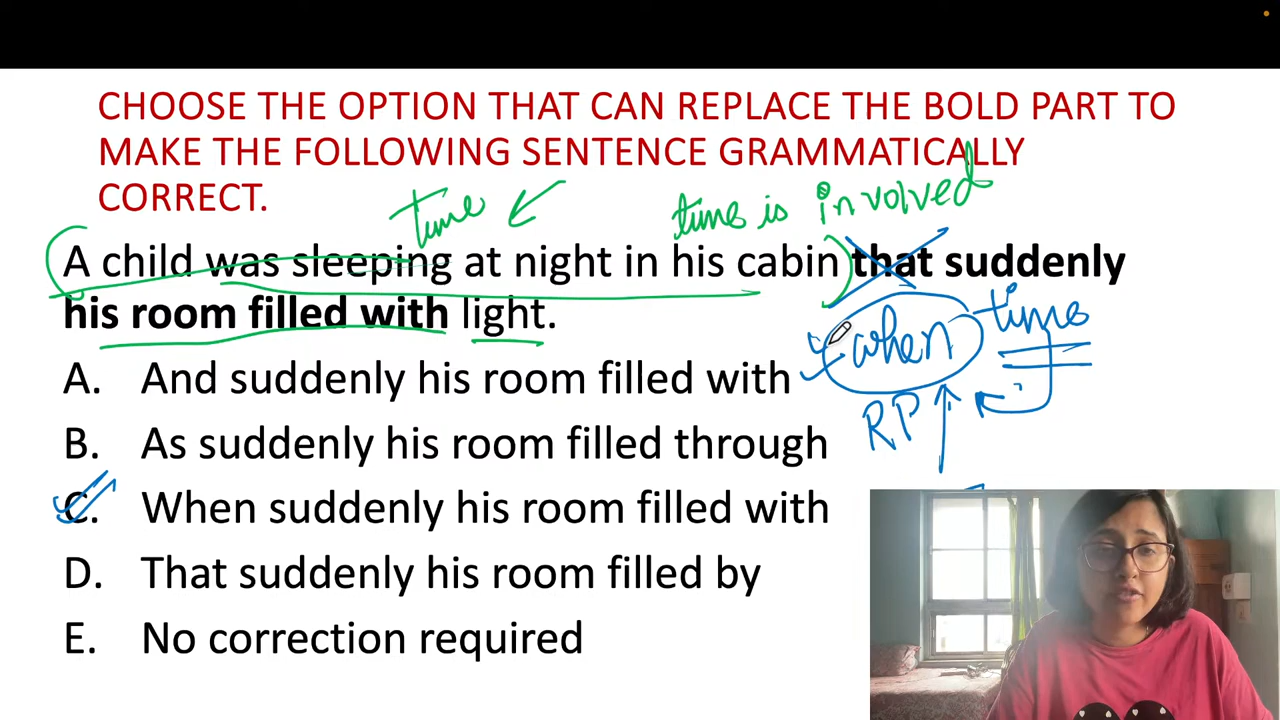 CHOOSE THE OPTION THAT CAN REPLACE THE BOLD PART TO
MAKE THE FOLLOWING SENTENCE GRAMMATICALLY
CORRECT.
time
time is involved
A child was sleeping at night in his cabin that suddenly
his room filled with light.
when
time
RP
A. And suddenly his room filled with
B. As suddenly his room filled through
C. When suddenly his room filled with
D. That suddenly his room filled by
E. No correction required